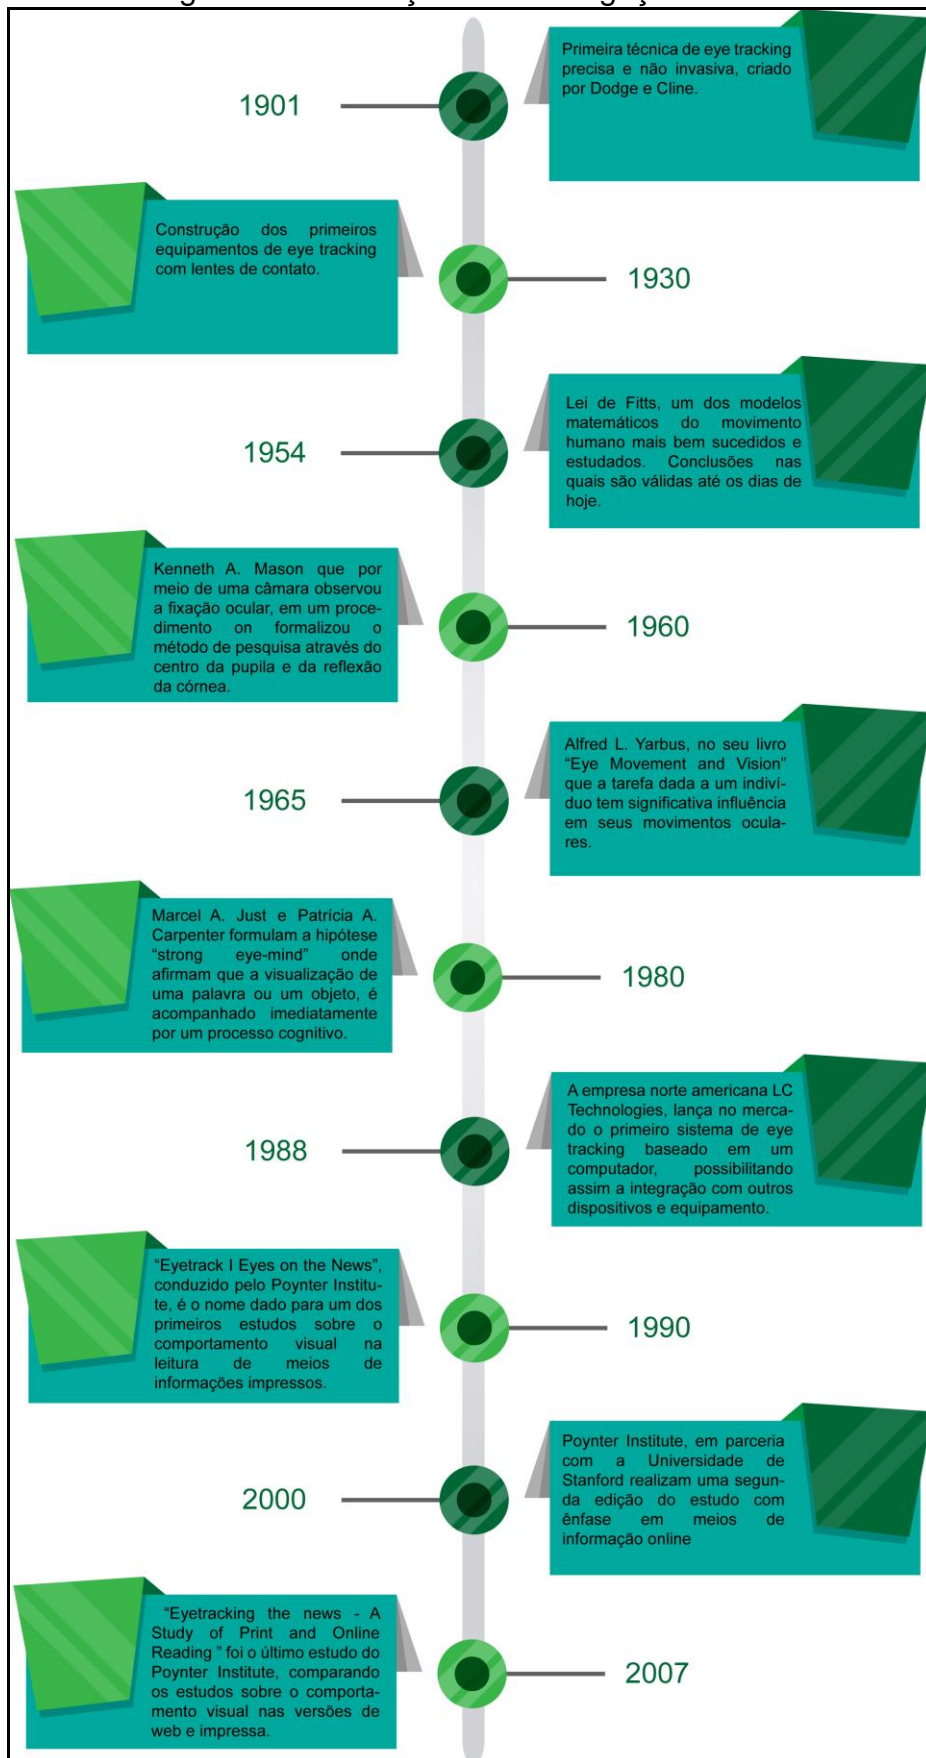 1901
Primeira técnica de eye tracking
precisa e não invasiva, criado
por Dodge e Cline.
Construção dos primeiros
equipamentos de eye tracking
com lentes de contato.
1930
1954
Lei de Fitts, um dos modelos
matemáticos do movimento
humano mais bem sucedidos e
estudados. Conclusões nas
quais são válidas até os dias de
hoje.
Kenneth A. Mason que por
meio de uma câmara observou
a fixação ocular, em um proce-
dimento on formalizou o
método de pesquisa através do
centro da pupila e da reflexão
da córnea.
1960
1965
Alfred L. Yarbus, no seu livro
“Eye Movement and Vision”
que a tarefa dada a um indiví-
duo tem significativa influência
em seus movimentos ocula-
res.
Marcel A. Just e Patrícia A.
Carpenter formulam a hipótese
“strong eye-mind” onde
afirmam que a visualização de
uma palavra ou um objeto, é
acompanhado imediatamente
por um processo cognitivo.
1980
1988
A empresa norte americana LC
Technologies, lança no merca-
do o primeiro sistema de eye
tracking baseado em um
computador, possibilitando
assim a integração com outros
dispositivos e equipamento.
“Eyetrack I Eyes on the News”,
conduzido pelo Poynter Institu-
te, é o nome dado para um dos
primeiros estudos sobre o
comportamento visual na
leitura de meios de
informações impressos.
1990
2000
Poynter Institute, em parceria
com a Universidade de
Stanford realizam uma segun-
da edição do estudo com
ênfase em meios de
informação online
“Eyetracking the news - A
Study of Print and Online
Reading ” foi o último estudo do
Poynter Institute, comparando
os estudos sobre o comporta-
mento visual nas versões de
web e impressa.
2007